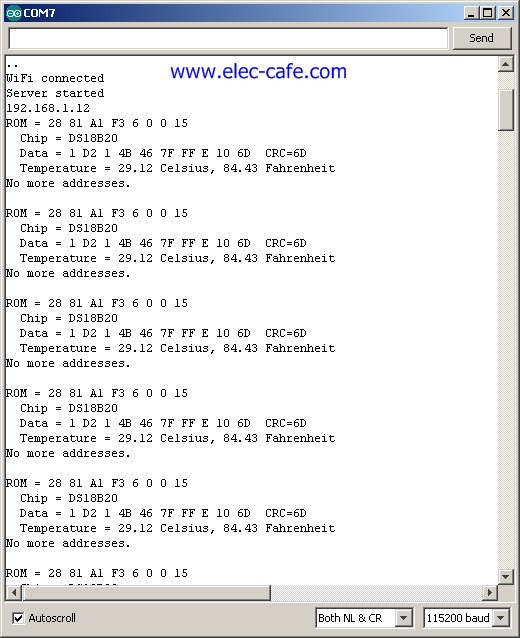 COM7
Send
www.elec-cafe.com
..
WiFi connected
Server started
192.168.1.12
ROM = 28 81 A1 F3 6 0 0 15
  Chip = DS18B20
  Data = 1 D2 1 4B 46 7F FF E 10 6D  CRC=6D
  Temperature = 29.12 Celsius, 84.43 Fahrenheit
No more addresses.

ROM = 28 81 A1 F3 6 0 0 15
  Chip = DS18B20
  Data = 1 D2 1 4B 46 7F FF E 10 6D  CRC=6D
  Temperature = 29.12 Celsius, 84.43 Fahrenheit
No more addresses.

ROM = 28 81 A1 F3 6 0 0 15
  Chip = DS18B20
  Data = 1 D2 1 4B 46 7F FF E 10 6D  CRC=6D
  Temperature = 29.12 Celsius, 84.43 Fahrenheit
No more addresses.

ROM = 28 81 A1 F3 6 0 0 15
  Chip = DS18B20
  Data = 1 D2 1 4B 46 7F FF E 10 6D  CRC=6D
  Temperature = 29.12 Celsius, 84.43 Fahrenheit
No more addresses.

ROM = 28 81 A1 F3 6 0 0 15
  Chip = DS18B20
  Data = 1 D2 1 4B 46 7F FF E 10 6D  CRC=6D
  Temperature = 29.12 Celsius, 84.43 Fahrenheit
No more addresses.

ROM = 28 81 A1 F3 6 0 0 15
Autoscroll
Both NL & CR
115200 baud